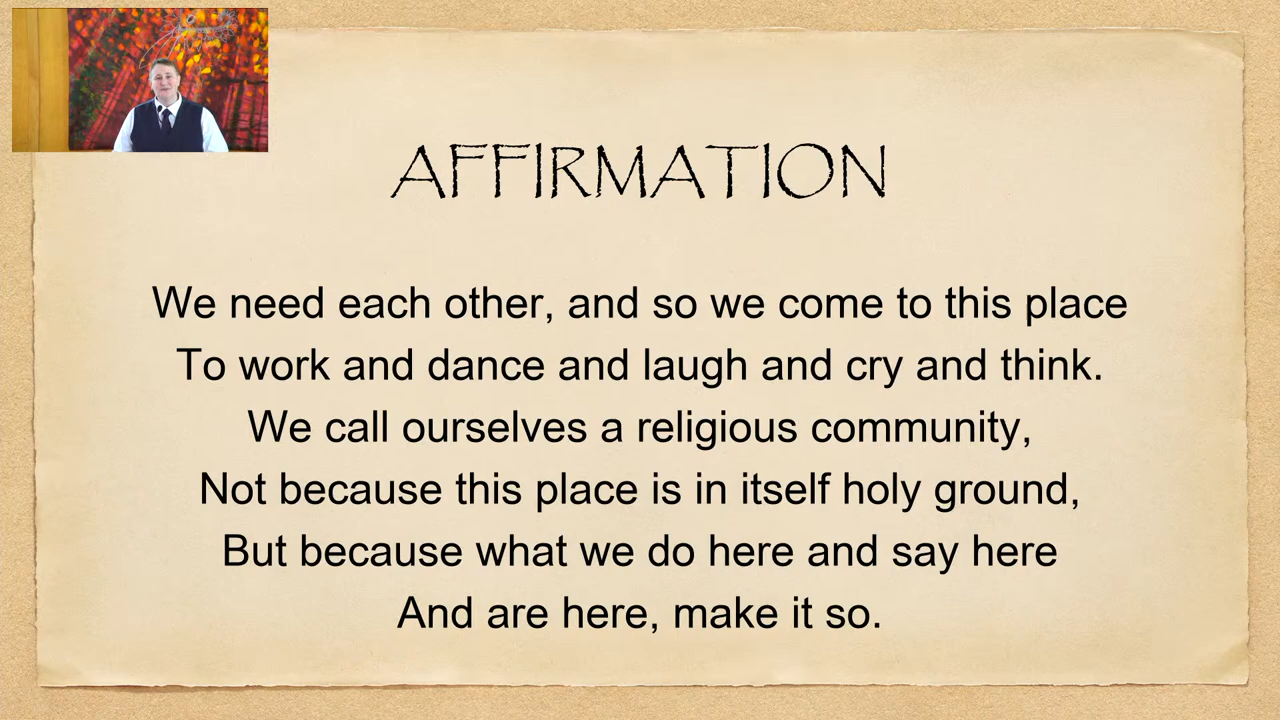 AFFIRMATION
We need each other, and so we come to this place
To work and dance and laugh and cry and think.
We call ourselves a religious community,
Not because this place is in itself holy ground,
But because what we do here and say here
And are here, make it so.